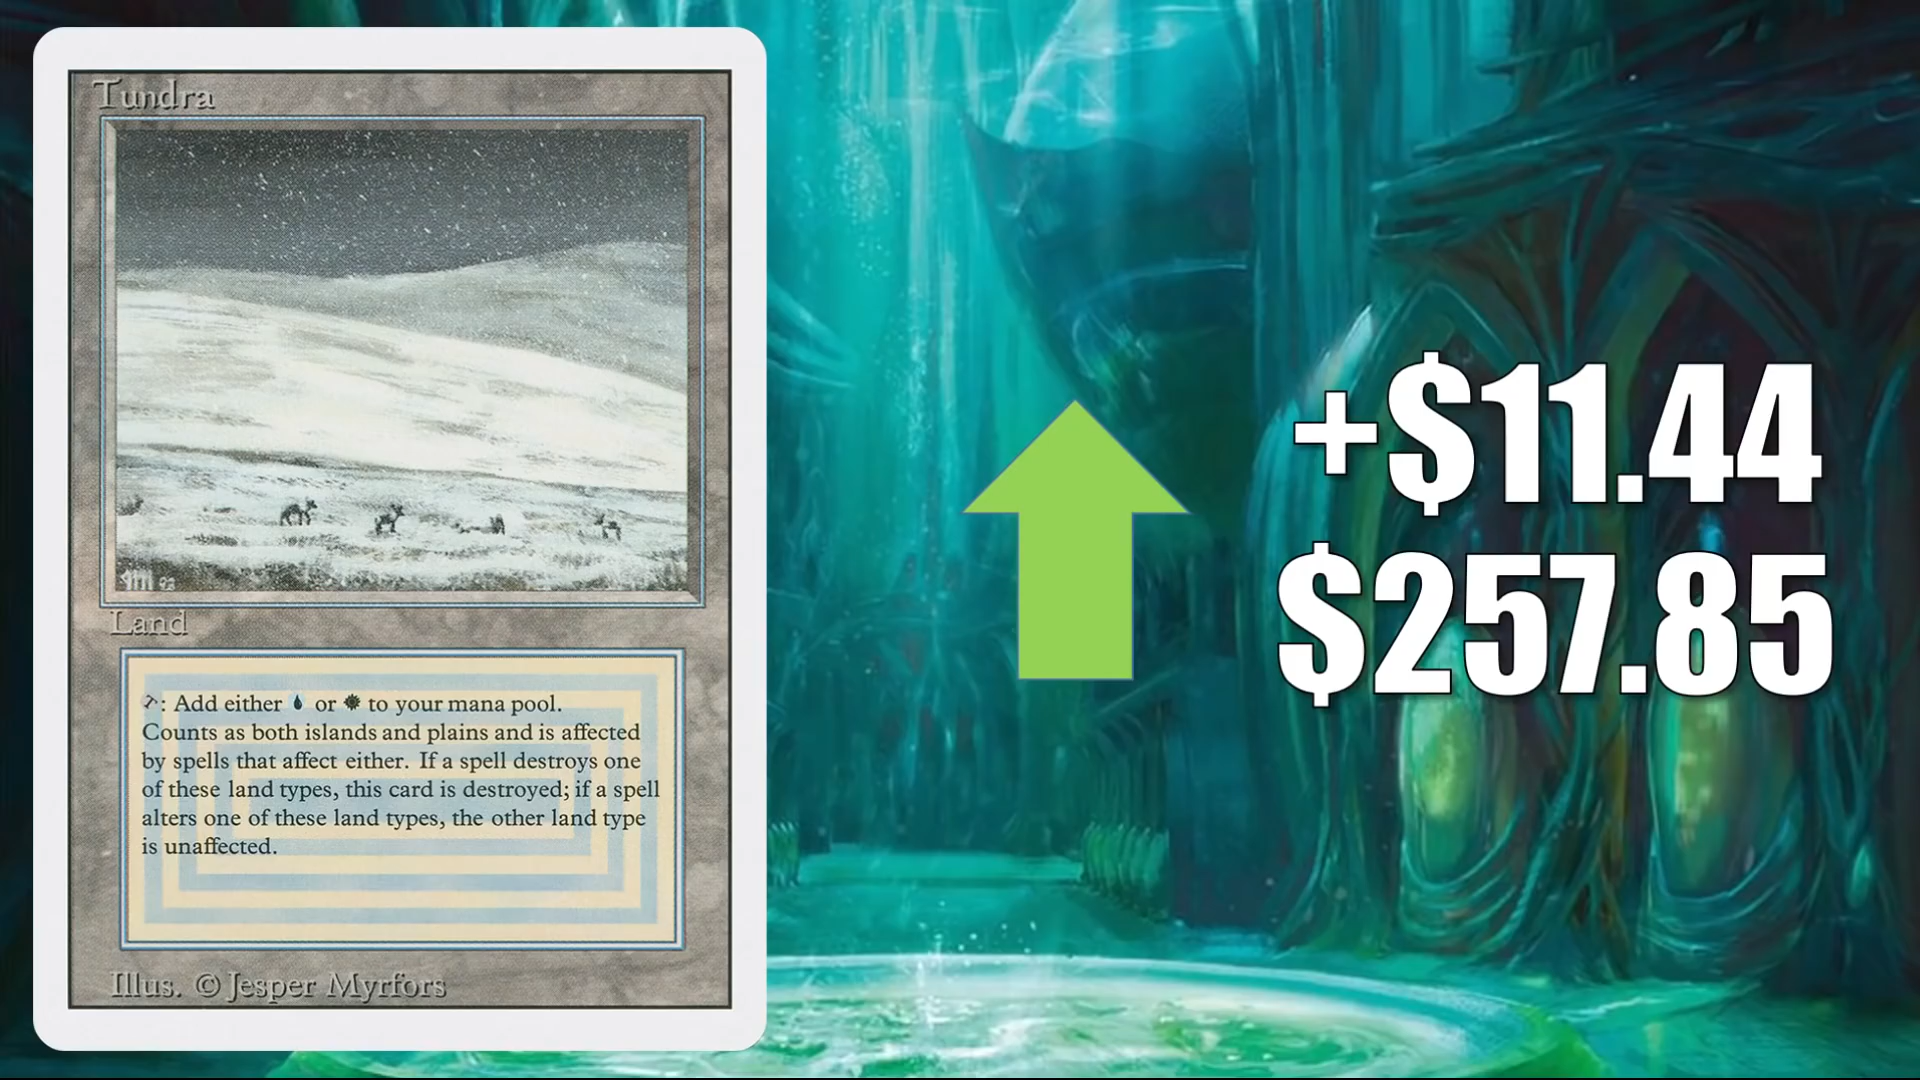 Tundra
Land
: Add either or to your mana pool.
Counts as both islands and plains and is affected
by spells that affect either. If a spell destroys one
of these land types, this card is destroyed; if a spell
alters one of these land types, the other land type
is unaffected.
Illus. © Jesper Myrfors
+$11.44
$257.85